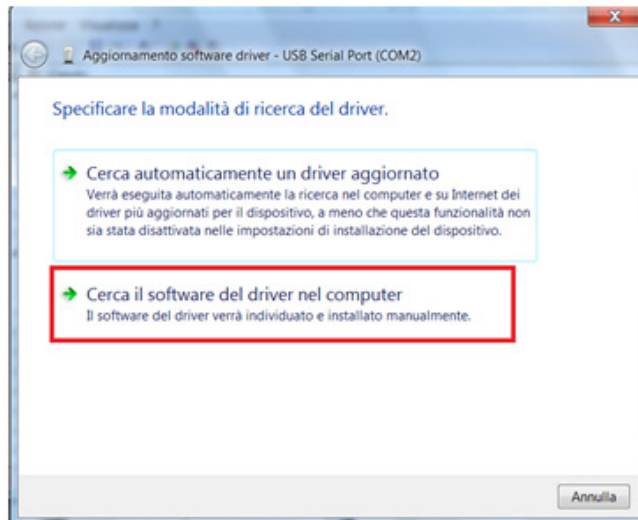 Aggiornamento software driver - USB Serial Port (COM2)
Specificare la modalità di ricerca del driver.
Cerca automaticamente un driver aggiornato
Verrà eseguita automaticamente la ricerca nel computer e su Internet dei
driver più aggiornati per il dispositivo, a meno che questa funzionalità non
sia stata disattivata nelle impostazioni di installazione del dispositivo.
Cerca il software del driver nel computer
Il software del driver verrà individuato e installato manualmente.
Annulla